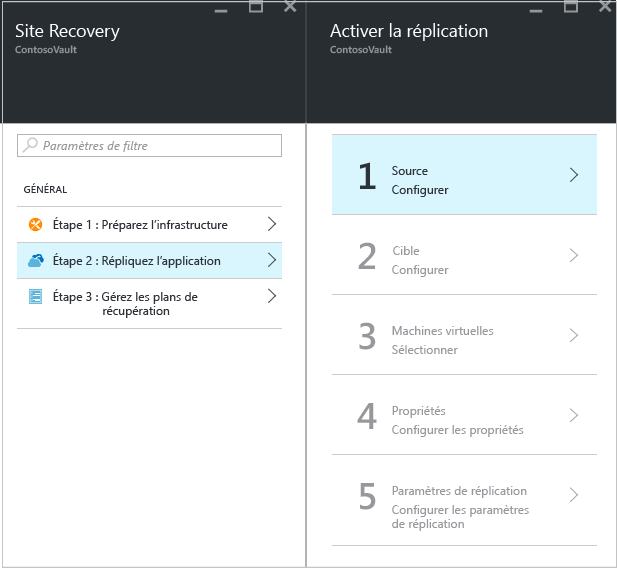 Site Recovery
ContosoVault
Paramètres de filtre
GÉNÉRAL
Étape 1 : Préparez l'infrastructure
Étape 2 : Répliquez l'application
Étape 3 : Gérez les plans de
récupération
Activer la réplication
ContosoVault
1
Source
Configurer
2
Cible
Configurer
3
Machines virtuelles
Sélectionner
4
Propriétés
Configurer les propriétés
5
Paramètres de réplication
Configurer les paramètres
de réplication